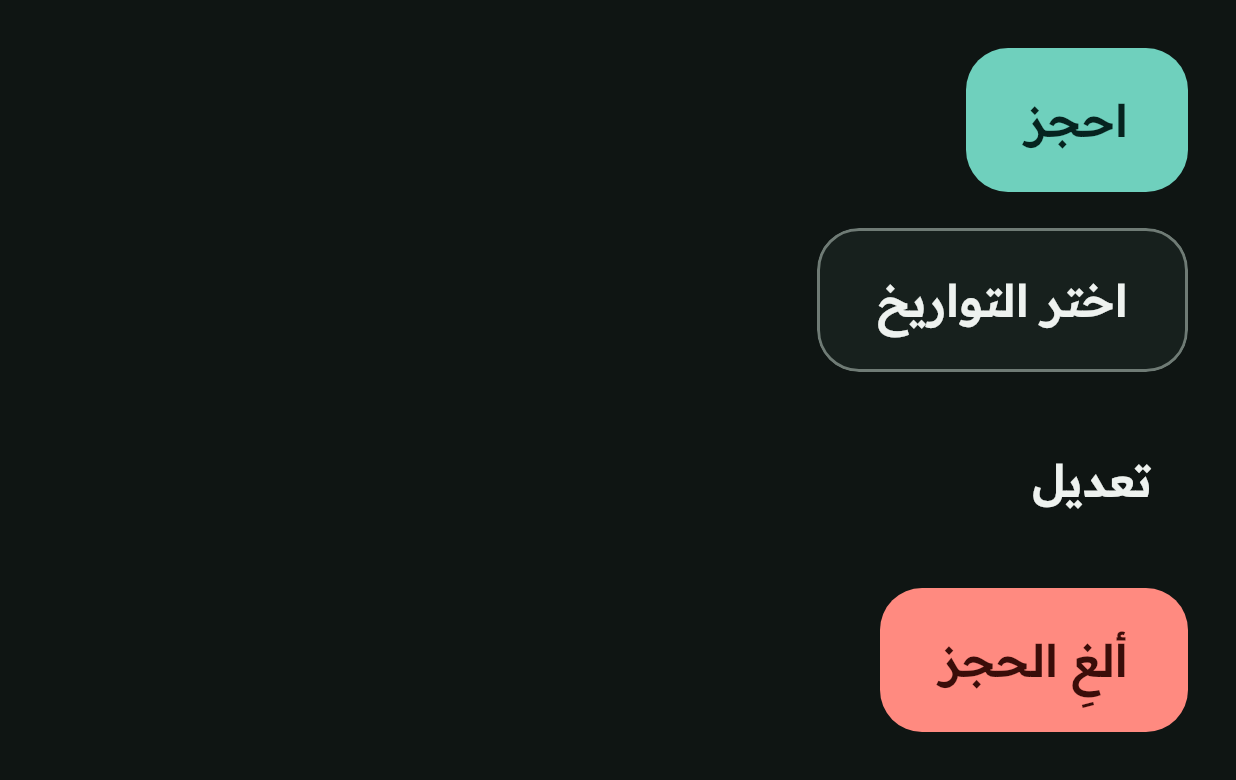 احجز
اختر التواريخ
تعديل
ألغِ الحجز